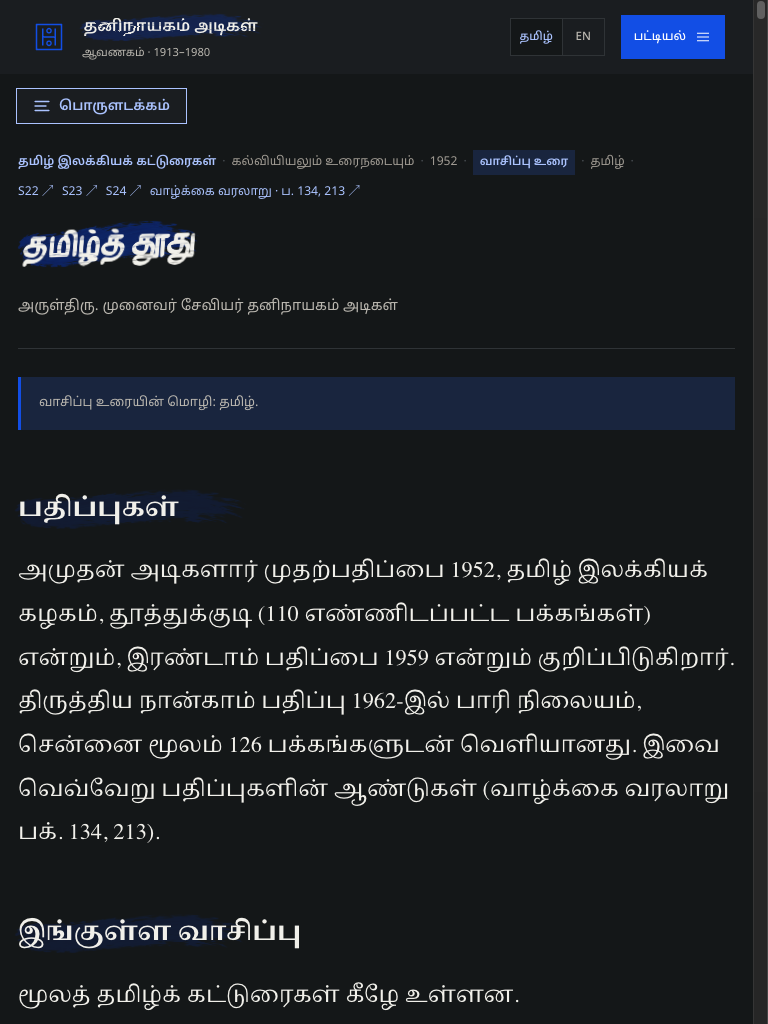 தனிநாயகம் அடிகள்
ஆவணகம் · 1913–1980
தமிழ்
EN
பட்டியல்
பொருளடக்கம்
தமிழ் இலக்கியக் கட்டுரைகள் · கல்வியியலும் உரைநடையும் · 1952 · வாசிப்பு உரை · தமிழ் ·
S22 ↗ S23 ↗ S24 ↗ வாழ்க்கை வரலாறு · ப. 134, 213 ↗
தமிழ்த் தூது
அருள்திரு. முனைவர் சேவியர் தனிநாயகம் அடிகள்
வாசிப்பு உரையின் மொழி: தமிழ்.
பதிப்புகள்
அமுதன் அடிகளார் முதற்பதிப்பை 1952, தமிழ் இலக்கியக்
கழகம், தூத்துக்குடி (110 எண்ணிடப்பட்ட பக்கங்கள்)
என்றும், இரண்டாம் பதிப்பை 1959 என்றும் குறிப்பிடுகிறார்.
திருத்திய நான்காம் பதிப்பு 1962-இல் பாரி நிலையம்,
சென்னை மூலம் 126 பக்கங்களுடன் வெளியானது. இவை
வெவ்வேறு பதிப்புகளின் ஆண்டுகள் (வாழ்க்கை வரலாறு
பக். 134, 213).
இங்குள்ள வாசிப்பு
மூலத் தமிழ்க் கட்டுரைகள் கீழே உள்ளன.